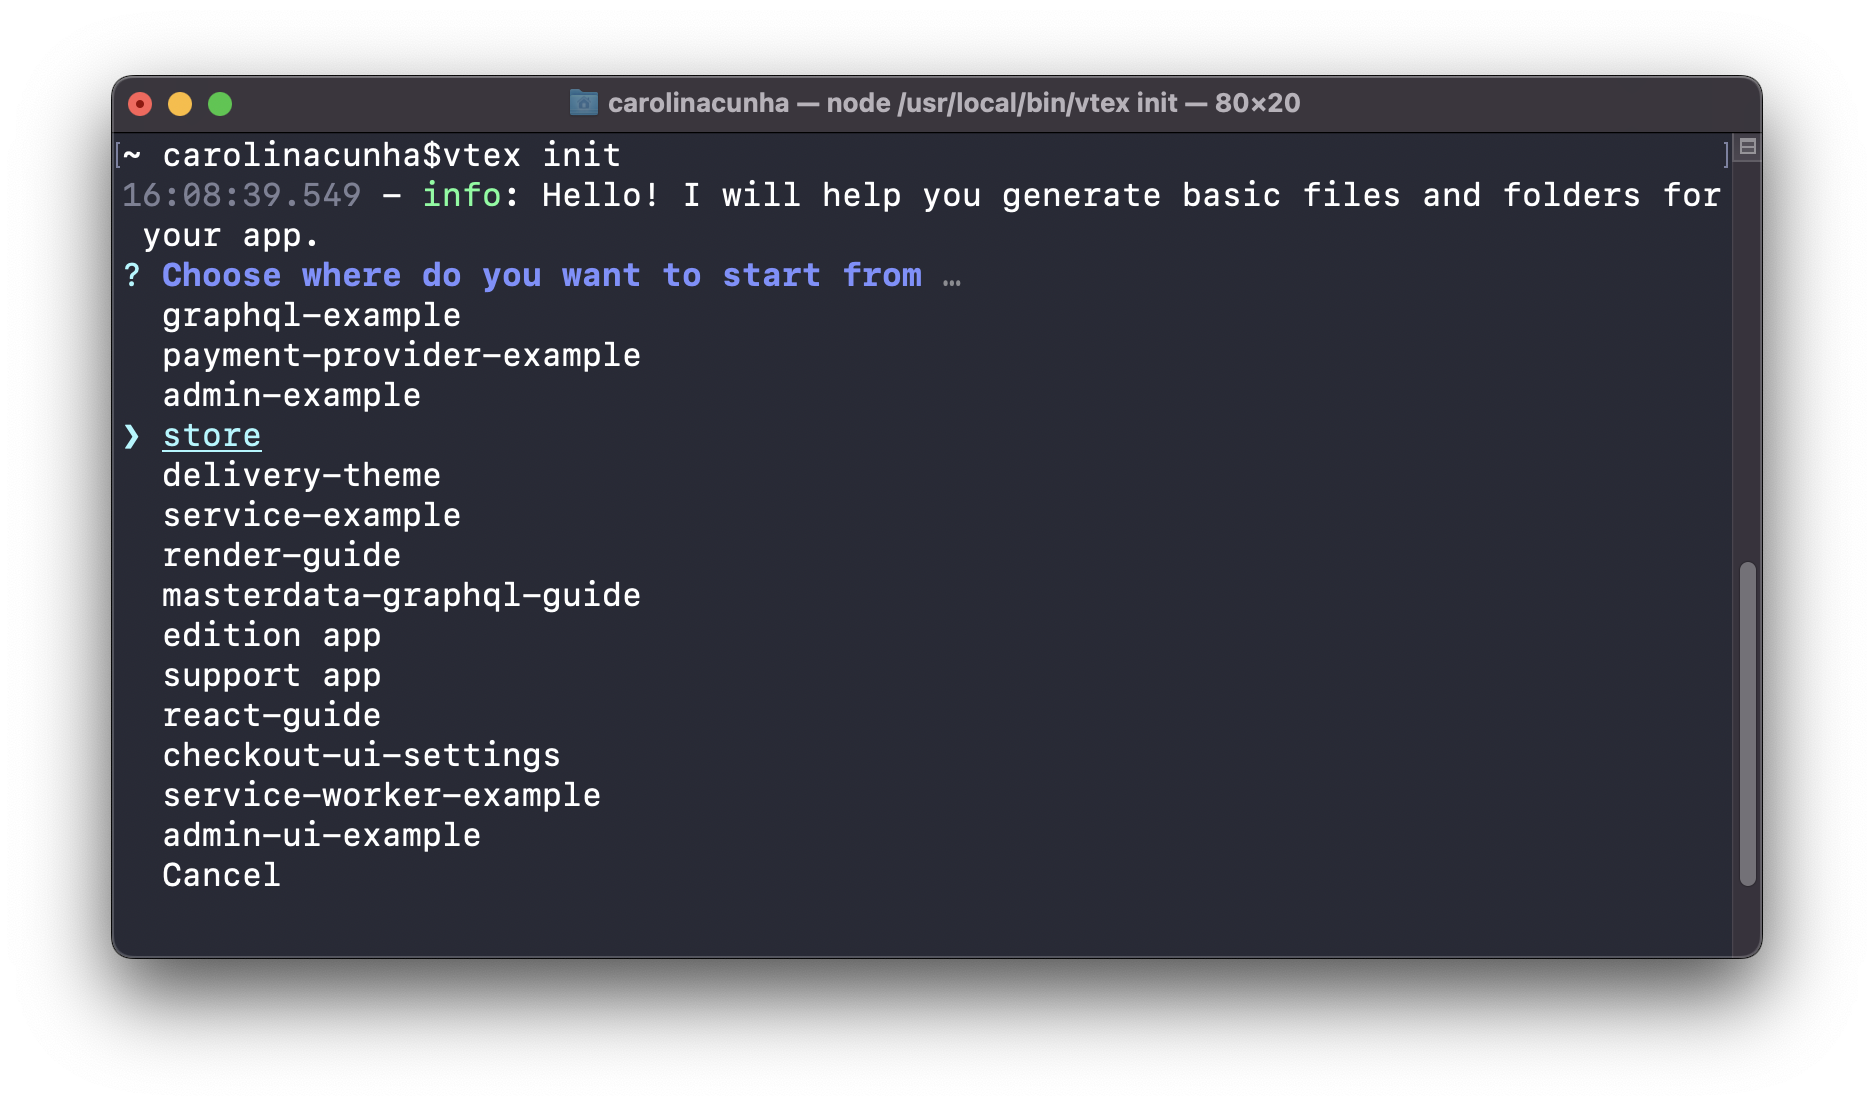 carolinacunha — node /usr/local/bin/vtex init — 80×20
[~ carolinacunha$vtex init ]
16:08:39.549 - info: Hello! I will help you generate basic files and folders for
your app.
? Choose where do you want to start from …
graphql-example
payment-provider-example
admin-example
❯ store
delivery-theme
service-example
render-guide
masterdata-graphql-guide
edition app
support app
react-guide
checkout-ui-settings
service-worker-example
admin-ui-example
Cancel